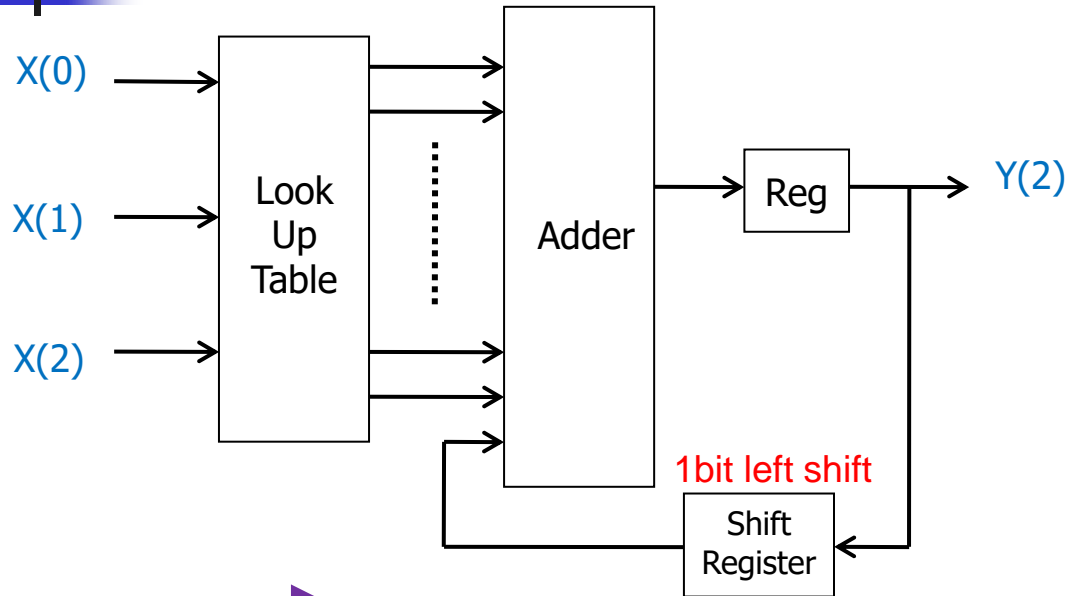 X(0)
X(1)
X(2)
Look
Up
Table
Adder
Reg
Y(2)
1bit left shift
Shift
Register